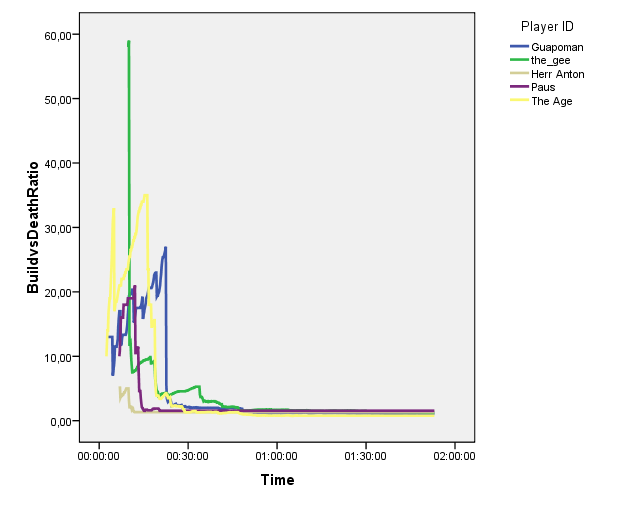 Player ID
Guapoman
the_gee
Herr Anton
Paus
The Age
BuildvsDeathRatio
60,00
50,00
40,00
30,00
20,00
10,00
0,00
00:00:00
00:30:00
01:00:00
01:30:00
02:00:00
Time